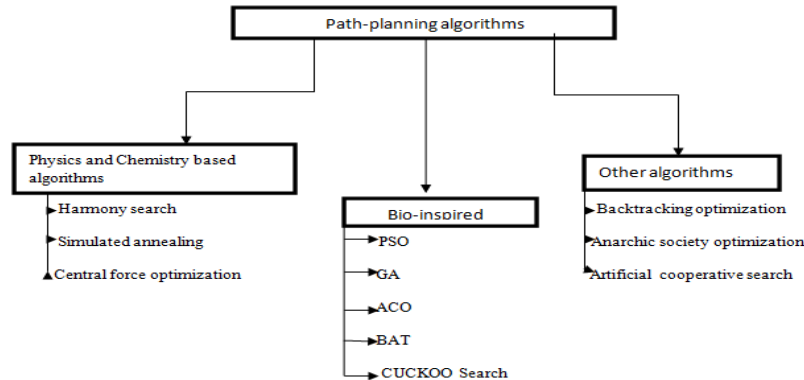 Path-planning algorithms
Physics and Chemistry based
algorithms
Harmony search
Simulated annealing
Central force optimization
Bio-inspired
PSO
GA
ACO
BAT
CUCKOO Search
Other algorithms
Backtracking optimization
Anarchic society optimization
Artificial cooperative search